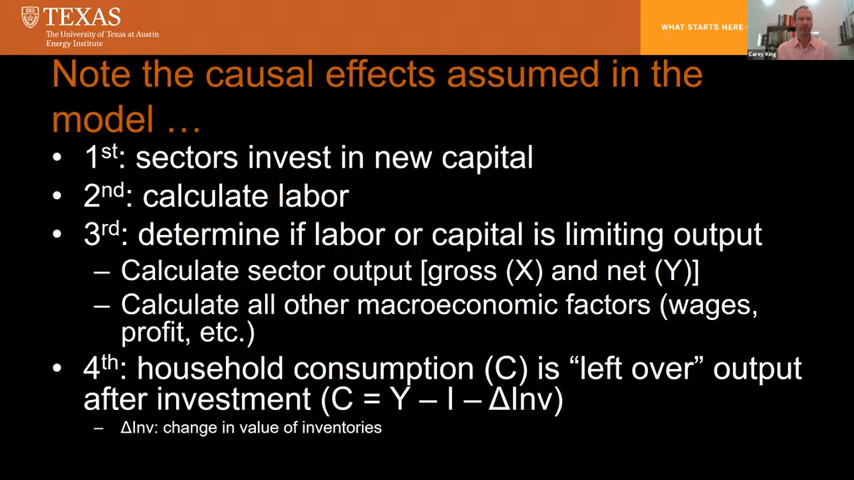 TEXAS
The University of Texas at Austin
Energy Institute
WHAT STARTS HERE
Carey King
Note the causal effects assumed in the
model …
• 1st: sectors invest in new capital
• 2nd: calculate labor
• 3rd: determine if labor or capital is limiting output
– Calculate sector output [gross (X) and net (Y)]
– Calculate all other macroeconomic factors (wages,
profit, etc.)
• 4th: household consumption (C) is “left over” output
after investment (C = Y – I – ΔInv)
– ΔInv: change in value of inventories